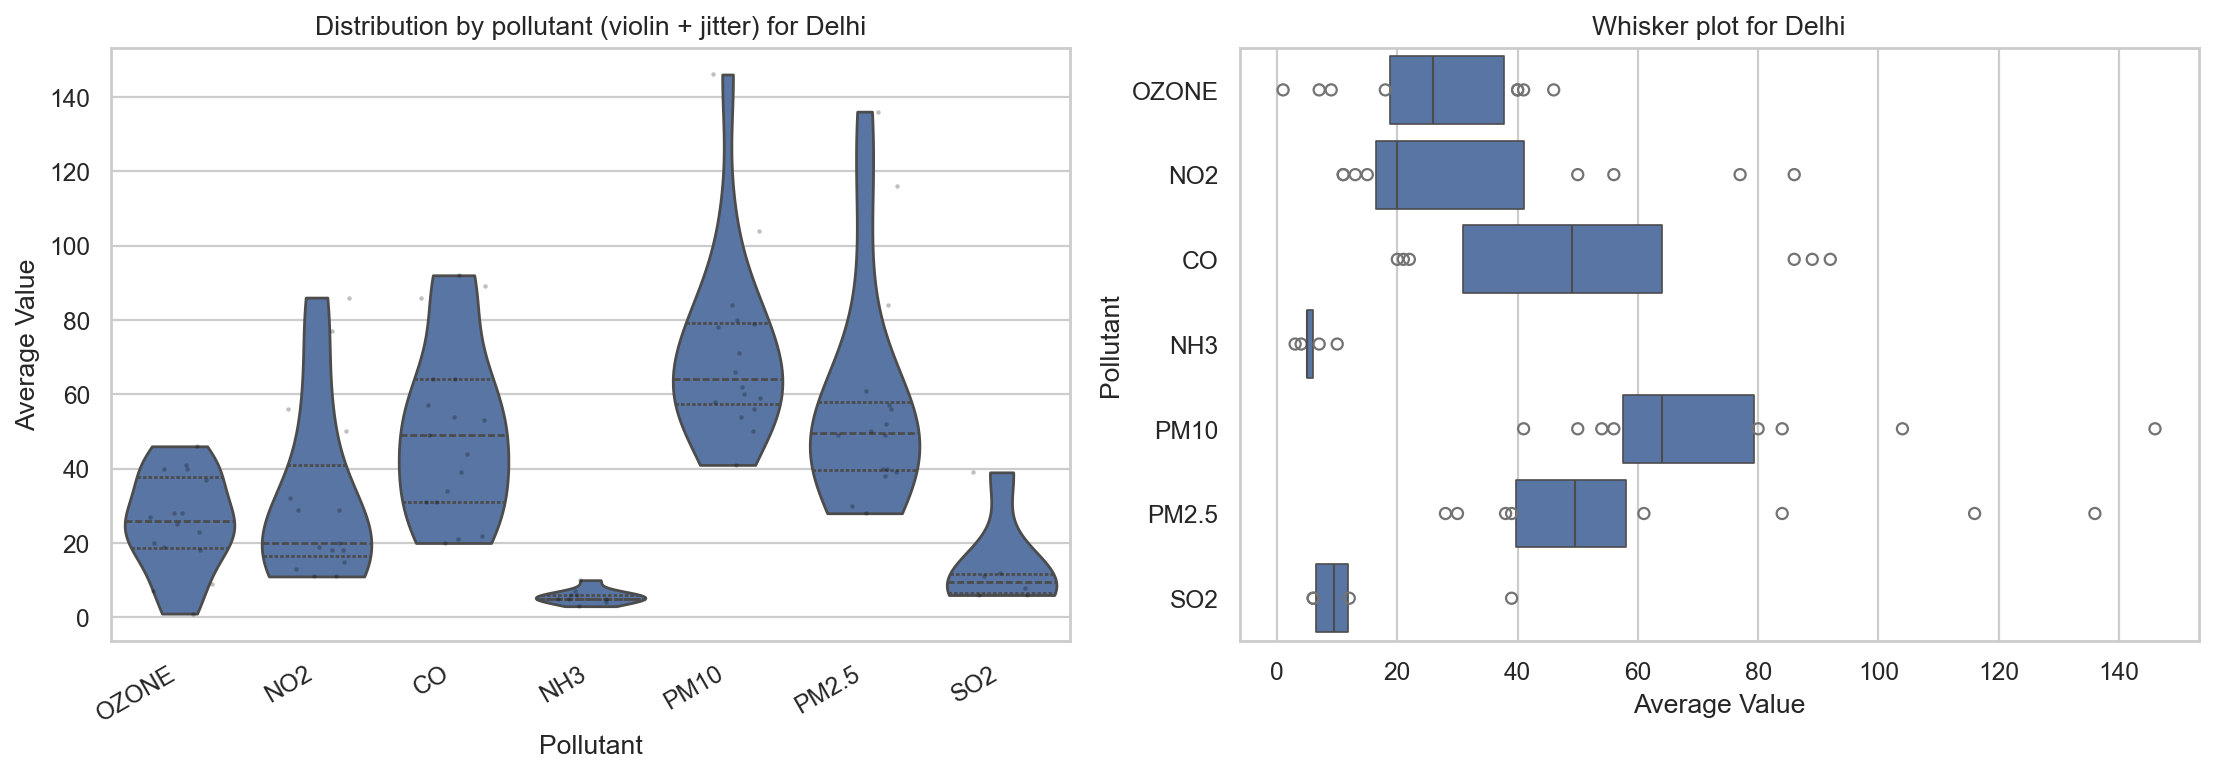 Distribution by pollutant (violin + jitter) for Delhi
Average Value
140
120
100
80
60
40
20
0
OZONE
NO2
CO
NH3
PM10
PM2.5
SO2
Pollutant
Whisker plot for Delhi
Pollutant
OZONE
NO2
CO
NH3
PM10
PM2.5
SO2
0 20 40 60 80 100 120 140
Average Value